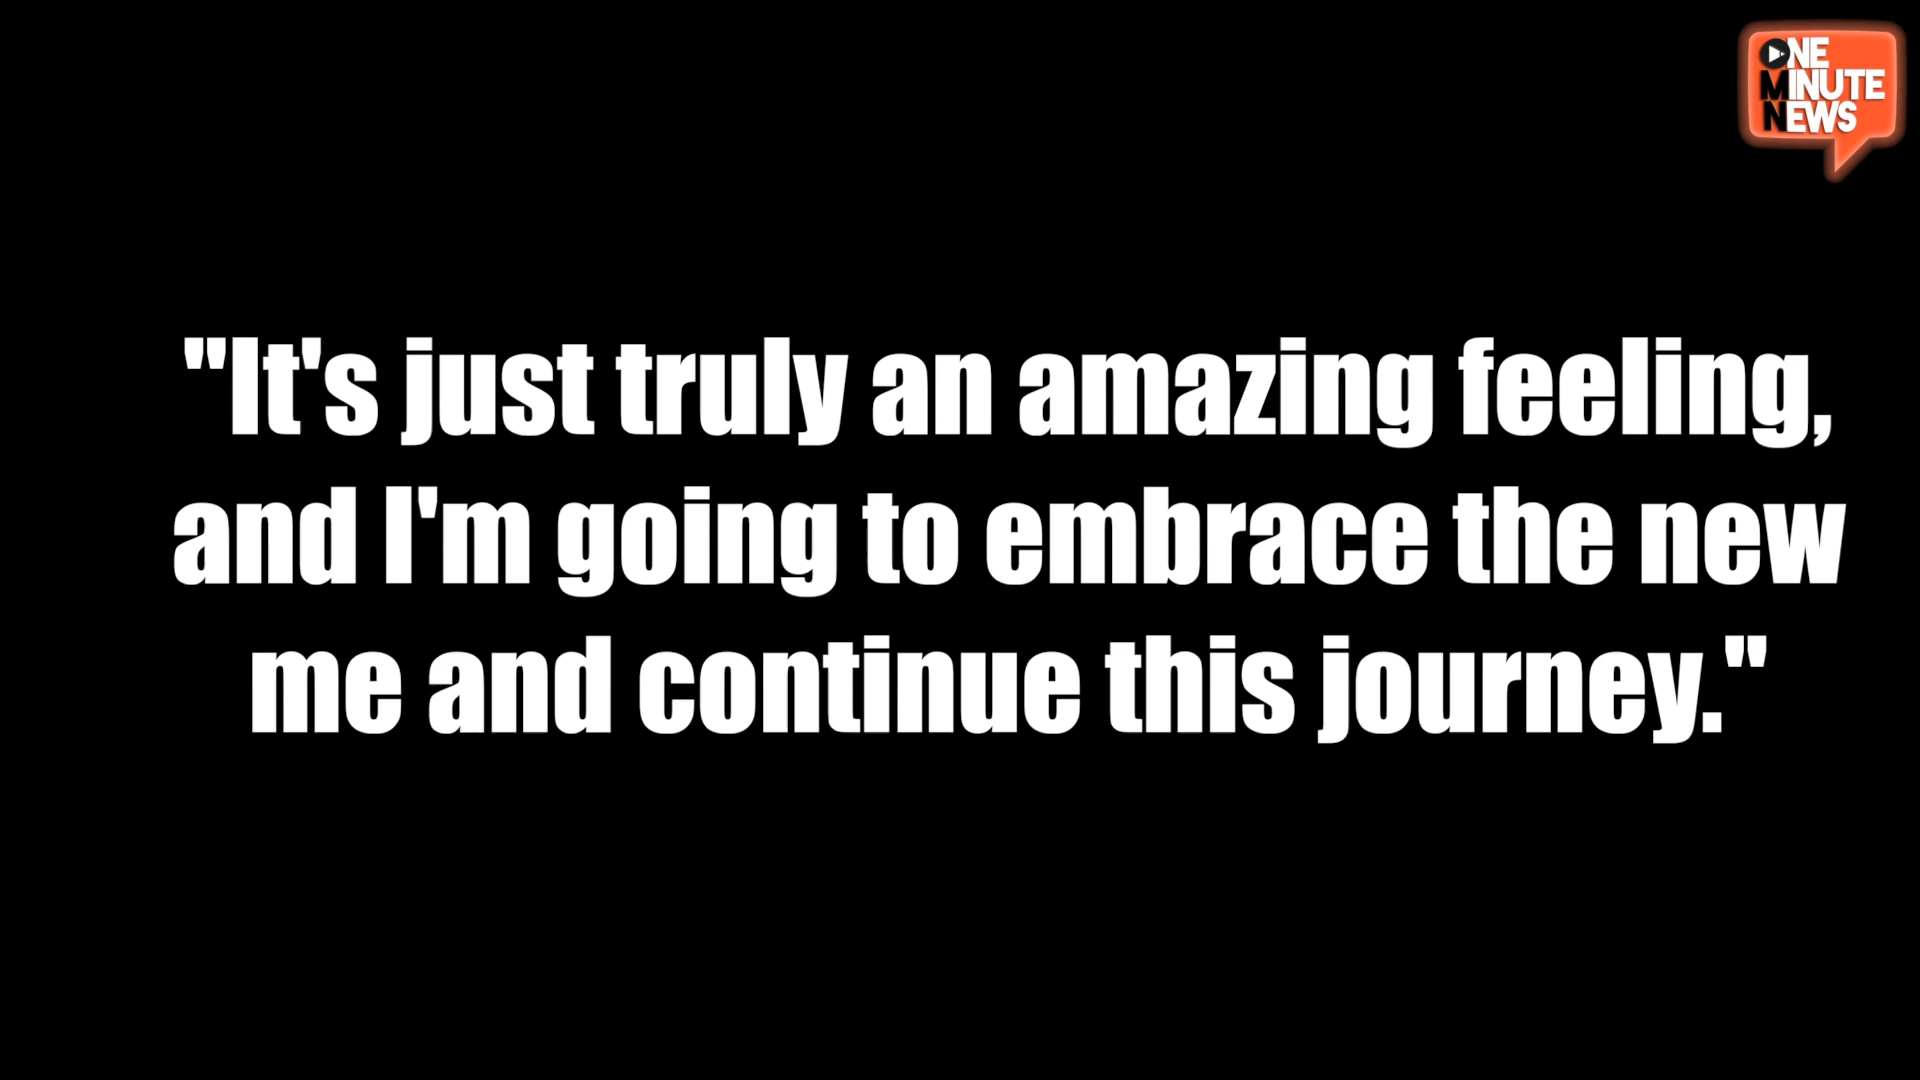 ONE
MINUTE
NEWS
"It's just truly an amazing feeling,
and I'm going to embrace the new
me and continue this journey."